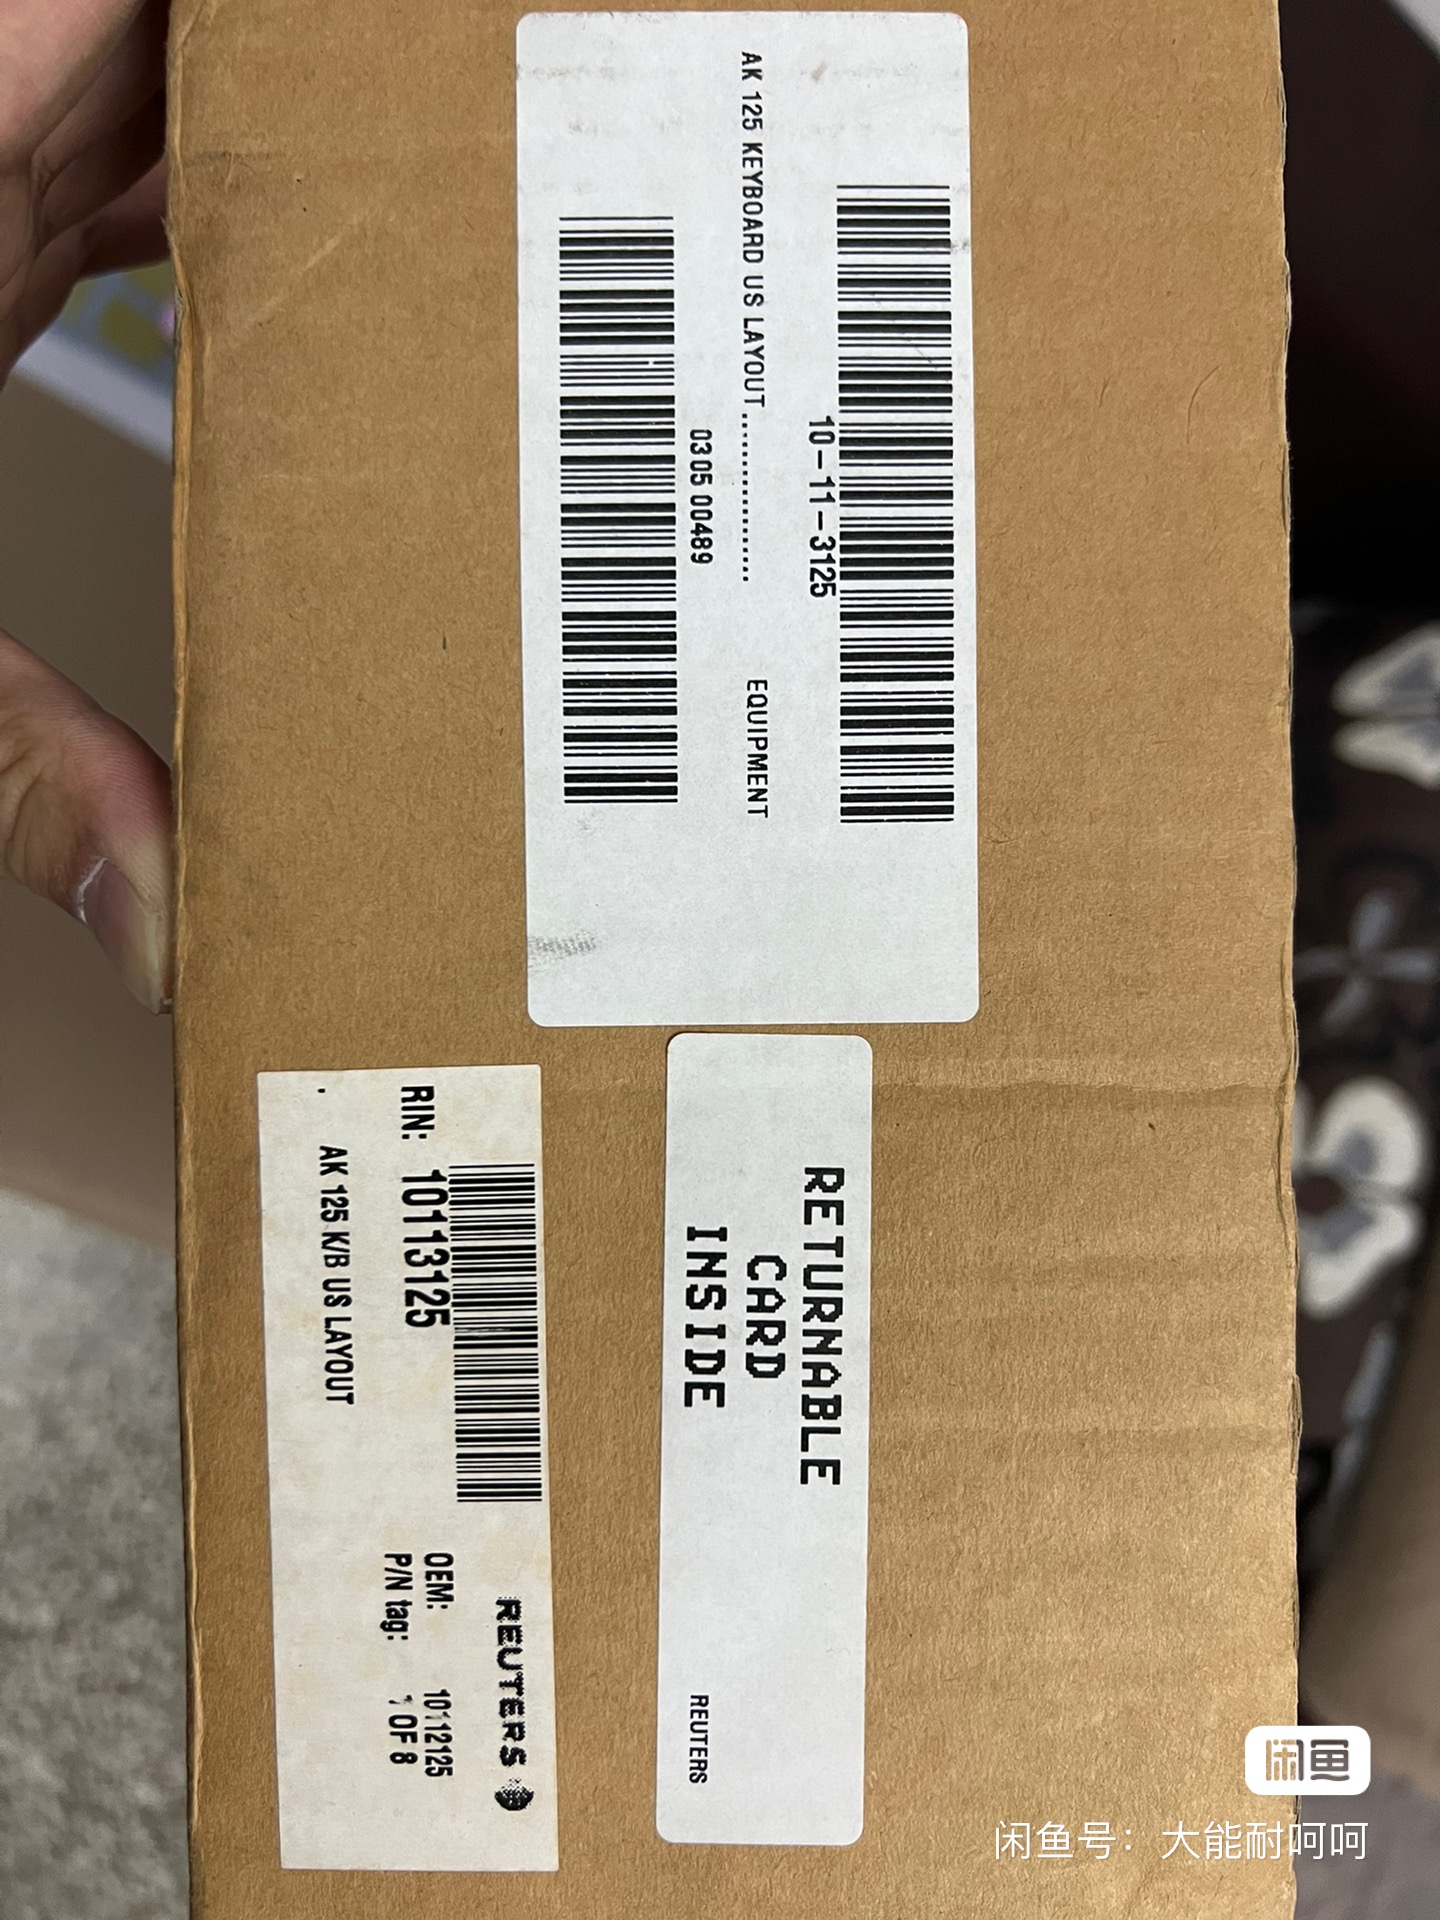 10-11-3125
AK 125 KEYBOARD US LAYOUT............... EQUIPMENT
0305 00489
RETURNABLE
CARD
INSIDE
REUTERS
REUTERS
RIN: 10113125
OEM: 10112125
P/N tag: 1 OF 8
. AK 125 K/B US LAYOUT
闲鱼
闲鱼号：大能耐呵呵